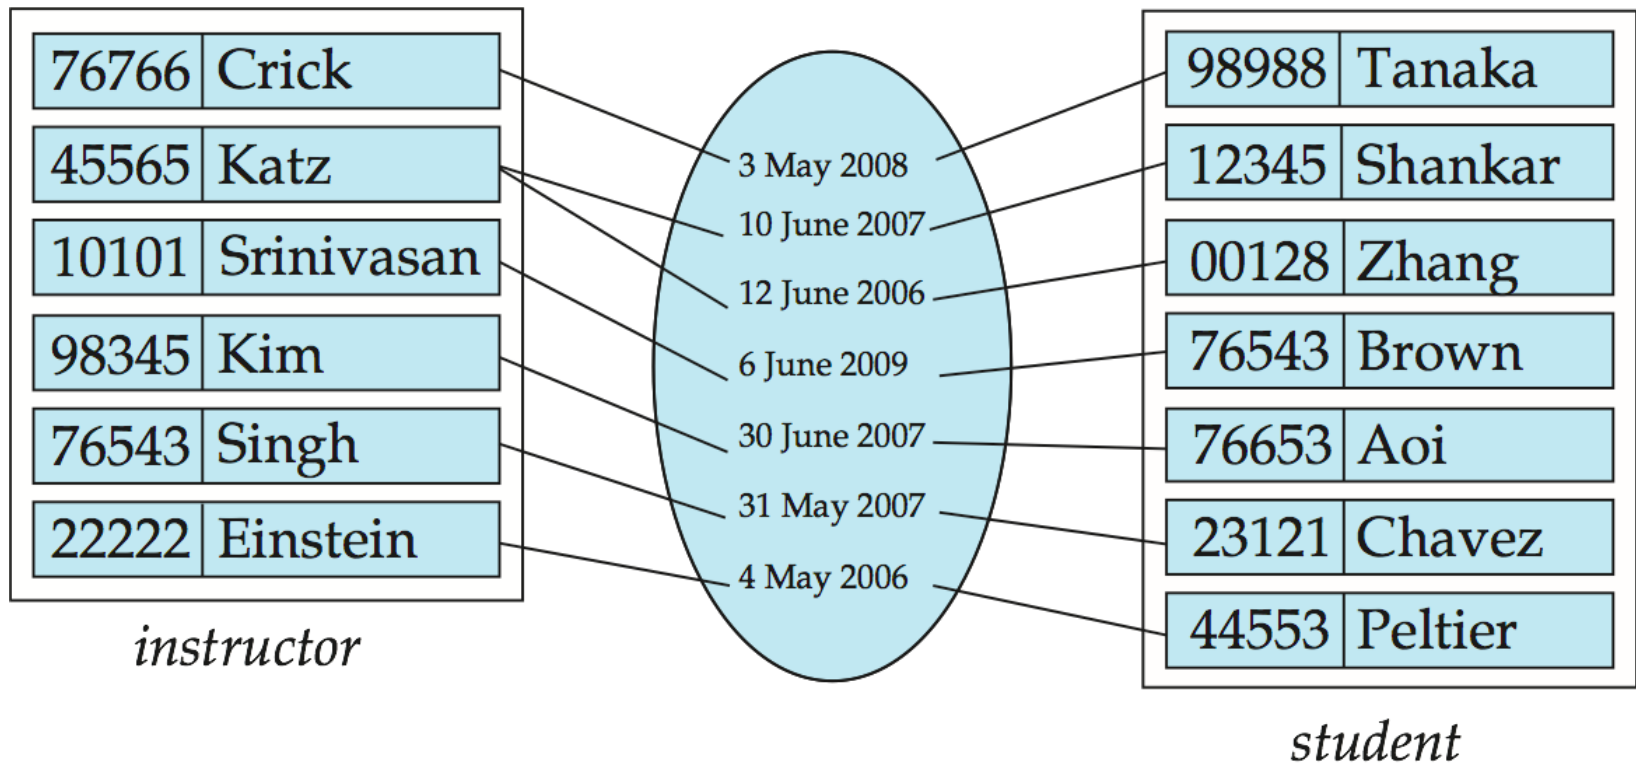 76766 Crick
45565 Katz
10101 Srinivasan
98345 Kim
76543 Singh
22222 Einstein
instructor
3 May 2008
10 June 2007
12 June 2006
6 June 2009
30 June 2007
31 May 2007
4 May 2006
98988 Tanaka
12345 Shankar
00128 Zhang
76543 Brown
76653 Aoi
23121 Chavez
44553 Peltier
student